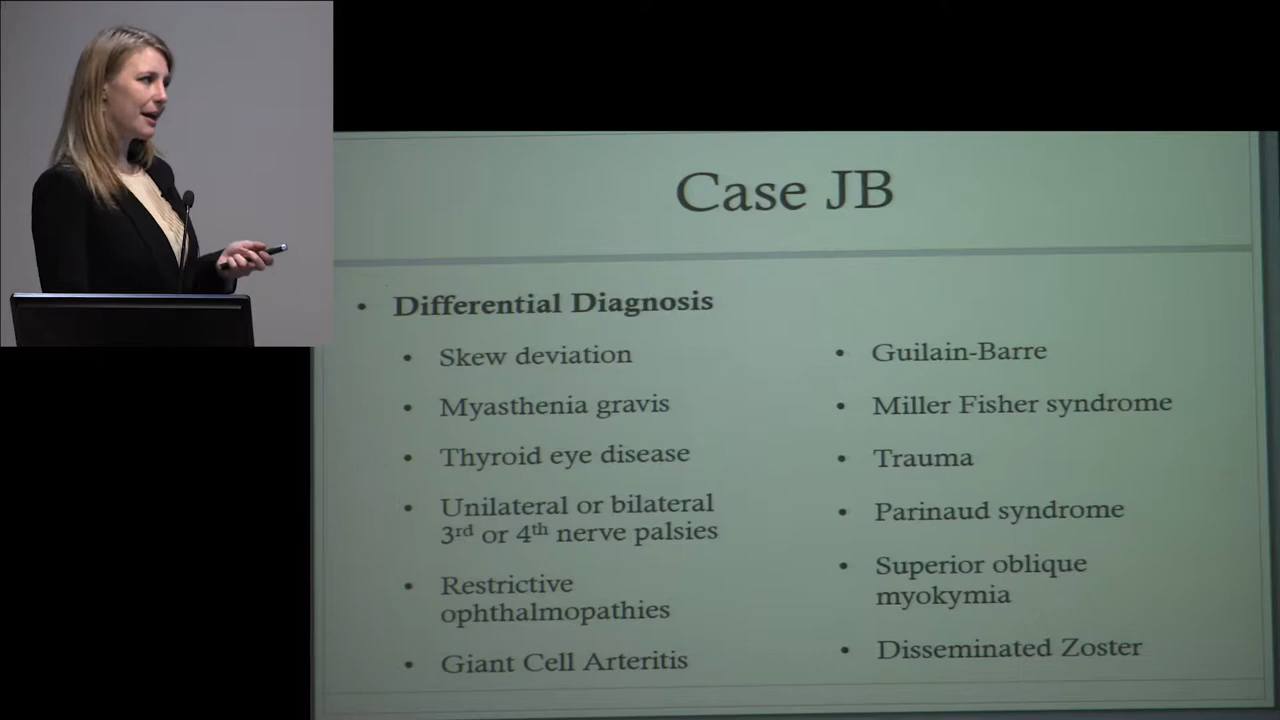 Case JB
Differential Diagnosis
Skew deviation
Myasthenia gravis
Thyroid eye disease
Unilateral or bilateral
3rd or 4th nerve palsies
Restrictive
ophthalmopathies
Giant Cell Arteritis
Guilain-Barre
Miller Fisher syndrome
Trauma
Parinaud syndrome
Superior oblique
myokymia
Disseminated Zoster